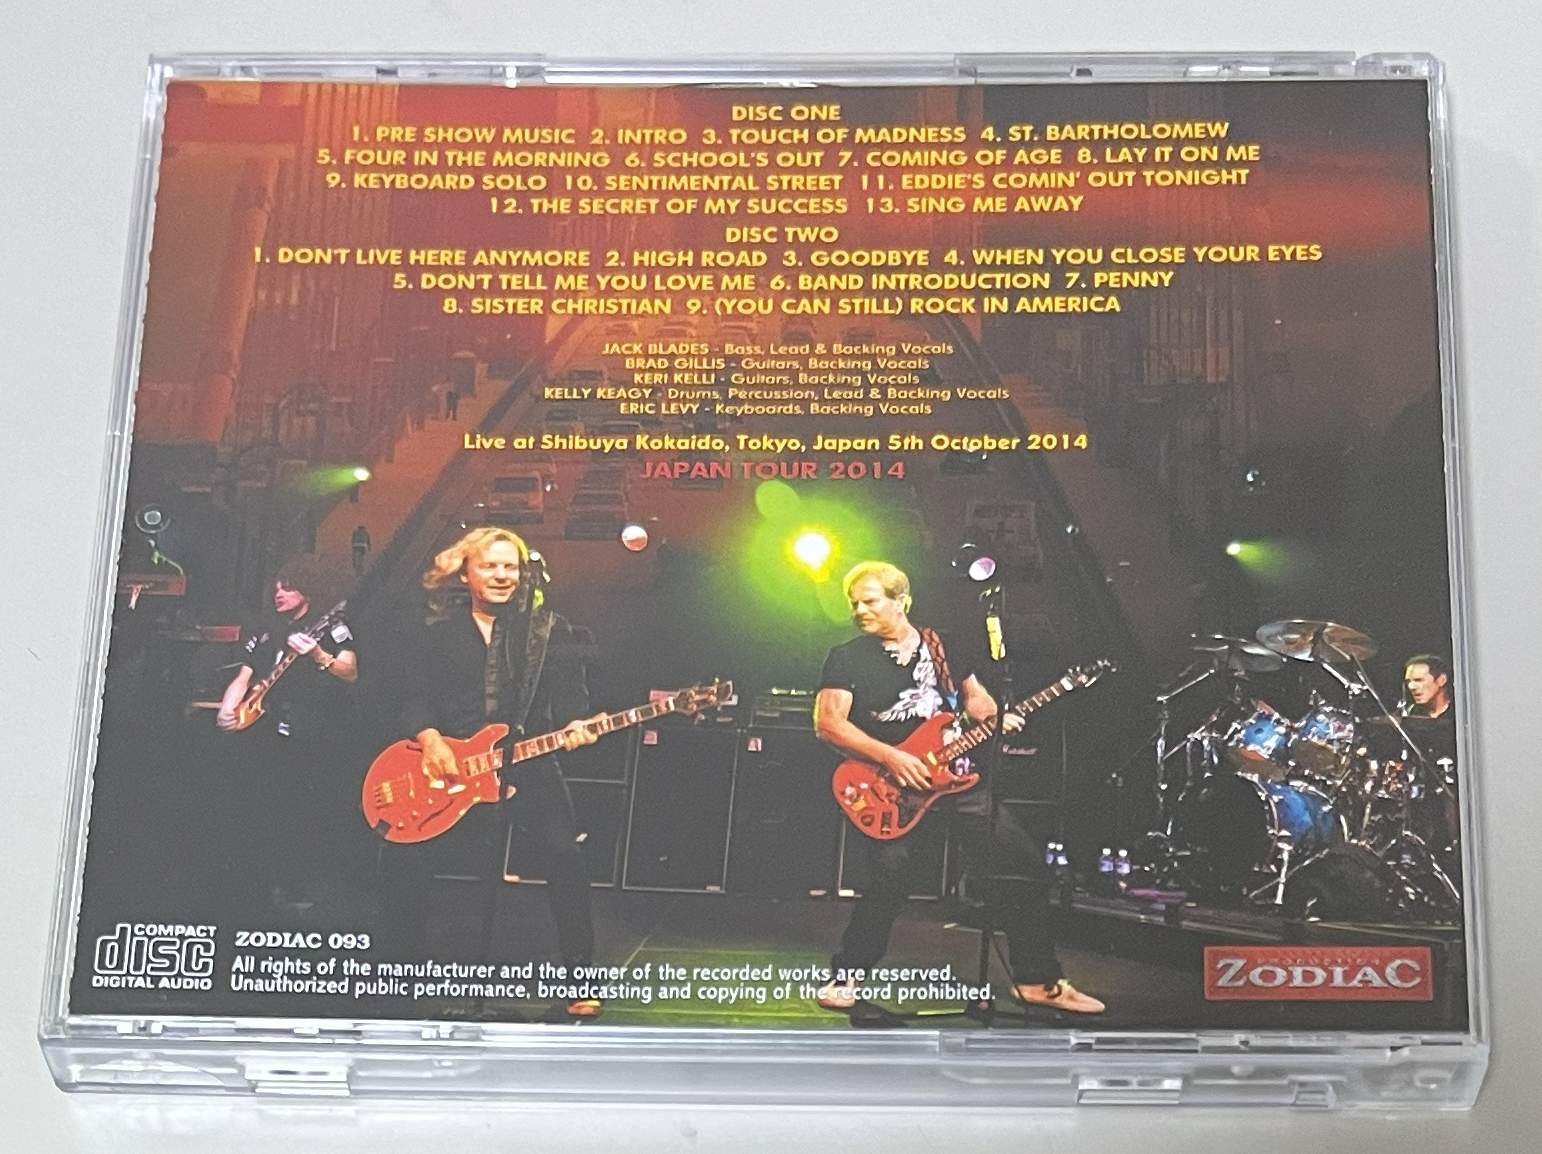 DISC ONE
1. PRE SHOW MUSIC 2. INTRO 3. TOUCH OF MADNESS 4. ST. BARTHOLOMEW
5. FOUR IN THE MORNING 6. SCHOOL'S OUT 7. COMING OF AGE 8. LAY IT ON ME
9. KEYBOARD SOLO 10. SENTIMENTAL STREET 11. EDDIE'S COMIN' OUT TONIGHT
12. THE SECRET OF MY SUCCESS 13. SING ME AWAY
DISC TWO
1. DON'T LIVE HERE ANYMORE 2. HIGH ROAD 3. GOODBYE 4. WHEN YOU CLOSE YOUR EYES
5. DON'T TELL ME YOU LOVE ME 6. BAND INTRODUCTION 7. PENNY
8. SISTER CHRISTIAN 9. (YOU CAN STILL) ROCK IN AMERICA
JACK BLADES - Bass, Lead & Backing Vocals
BRAD GILLIS - Guitars, Backing Vocals
KERI KELLI - Guitars, Backing Vocals
KELLY KEAGY - Drums, Percussion, Lead & Backing Vocals
ERIC LEVY - Keyboards, Backing Vocals
Live at Shibuya Kokaido, Tokyo, Japan 5th October 2014
JAPAN TOUR 2014
COMPACT
disc
DIGITAL AUDIO
ZODIAC 093
All rights of the manufacturer and the owner of the recorded works are reserved.
Unauthorized public performance, broadcasting and copying of the record prohibited.
ZODIAC